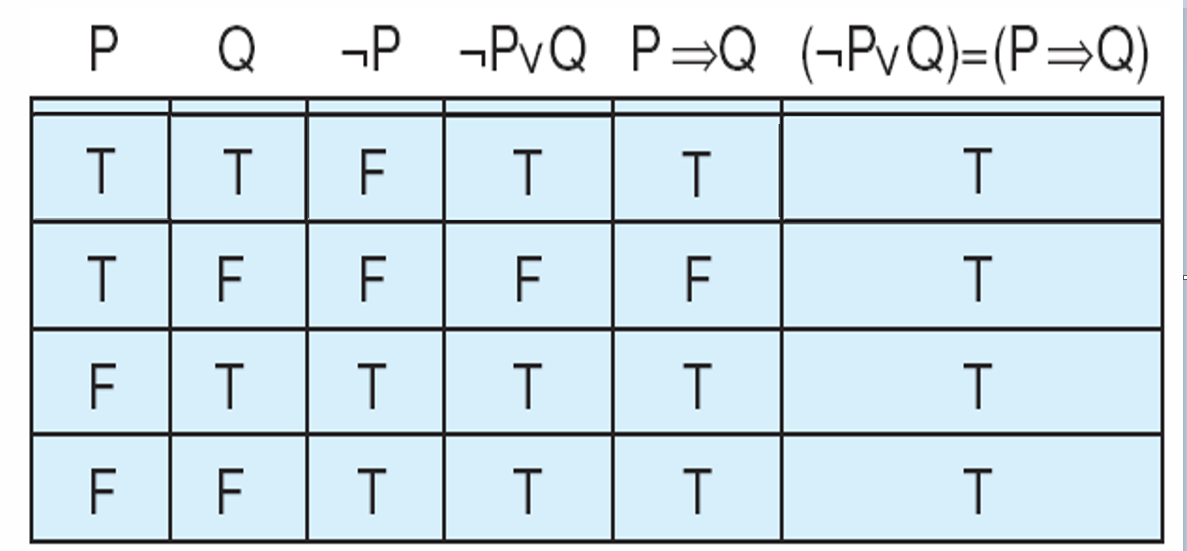 P Q ¬P ¬P∨Q P ⇒Q (¬P∨Q)=(P ⇒Q)
T T F T T T
T F F F F T
F T T T T T
F F T T T T